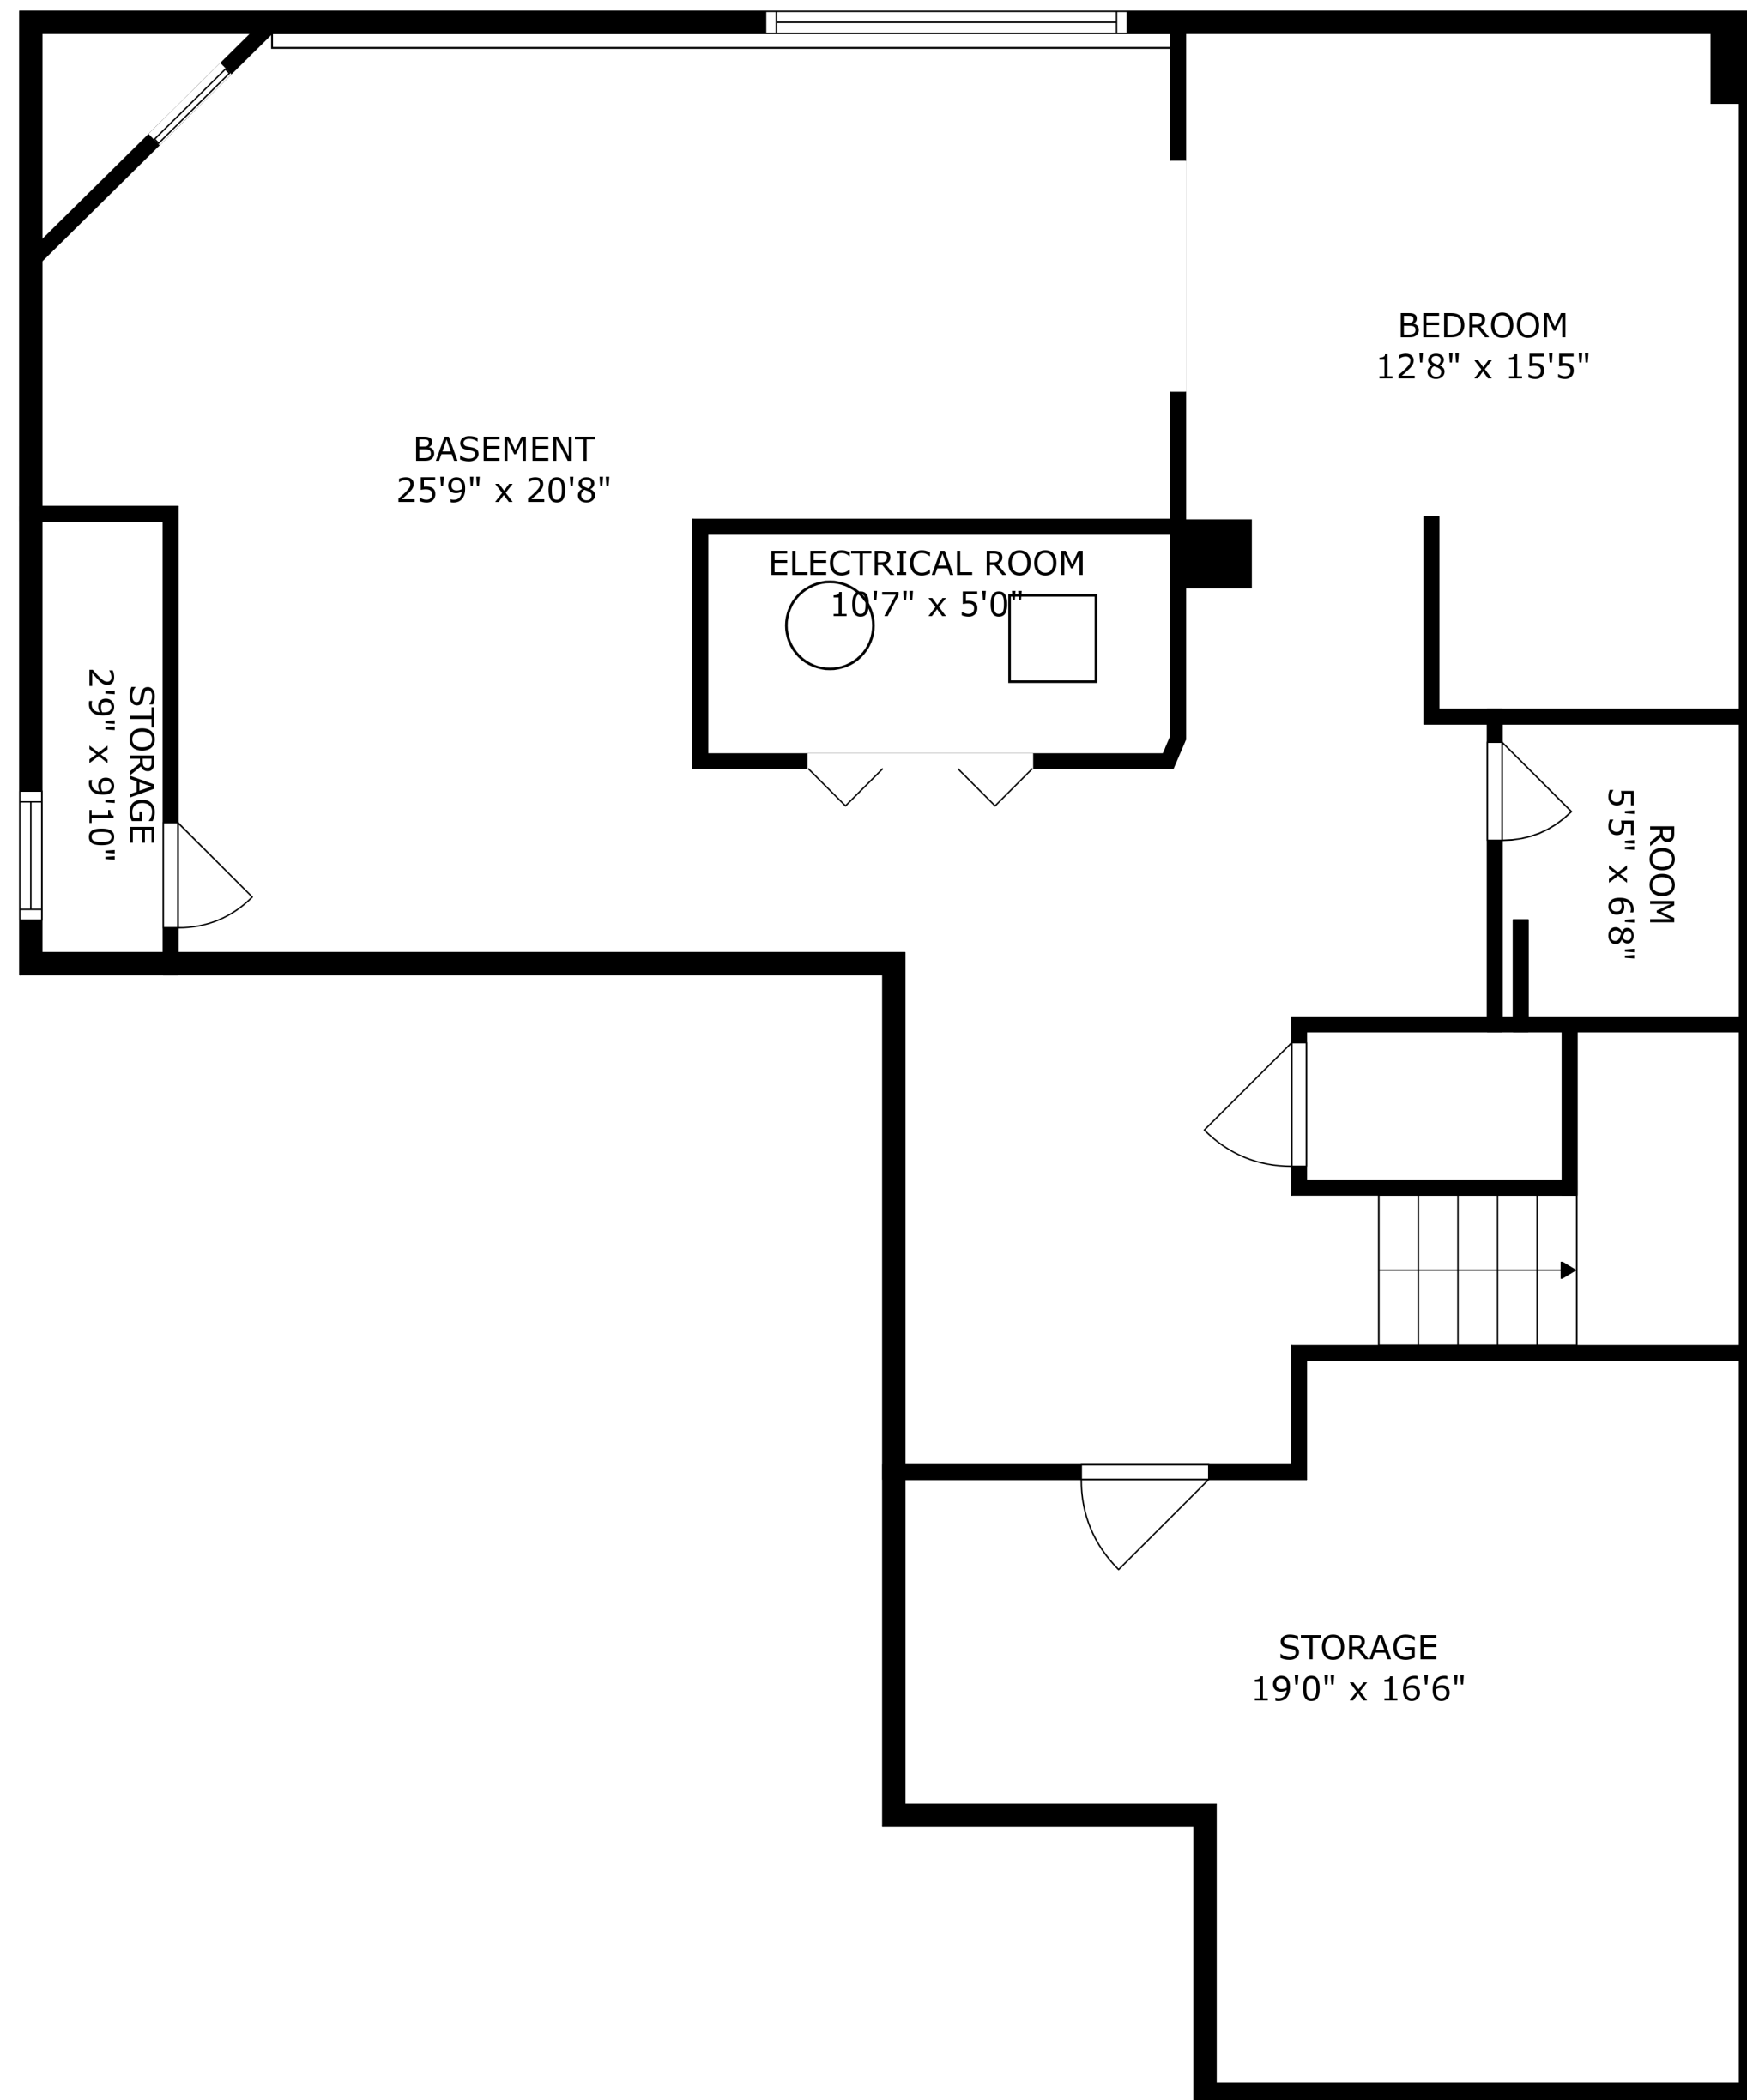 BEDROOM
12'8" x 15'5"
BASEMENT
25'9" x 20'8"
ELECTRICAL ROOM
10'7" x 5'0"
STORAGE
2'9" x 9'10"
ROOM
5'5" x 6'8"
STORAGE
19'0" x 16'6"